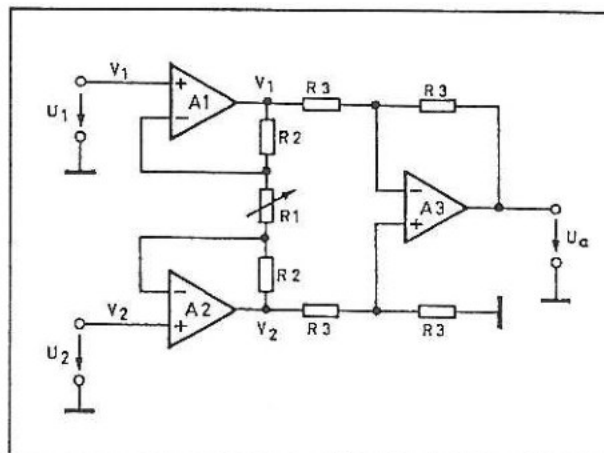 V1 V1 R3 R3
U1 + A1 -
R2
R1 - A3 +
Ua
R2
- A2 +
V2 V2 R3 R3
U2